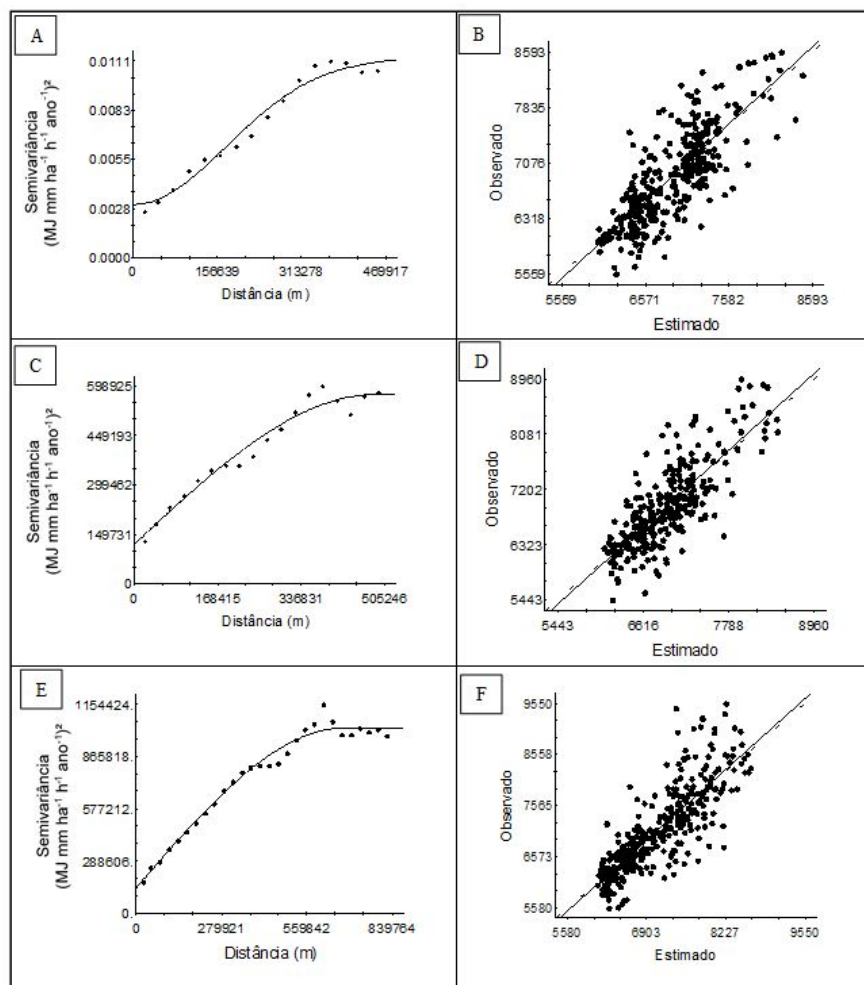 A
Semivariância
(MJ mm ha⁻¹ h⁻¹ ano⁻¹)²
0.0111
0.0083
0.0055
0.0028
0.0000
0
156639
313278
469917
Distância (m)
B
Observado
8593
7835
7076
6318
5559
5559
6571
7582
8593
Estimado
C
Semivariância
(MJ mm ha⁻¹ h⁻¹ ano⁻¹)²
598925
449193
299462
149731
0
0
168415
336831
505246
Distância (m)
D
Observado
8960
8081
7202
6323
5443
5443
6616
7788
8960
Estimado
E
Semivariância
(MJ mm ha⁻¹ h⁻¹ ano⁻¹)²
1154424.
865818.
577212.
288606.
0.
0
279921
559842
839764
Distância (m)
F
Observado
9550
8558
7565
6573
5580
5580
6903
8227
9550
Estimado